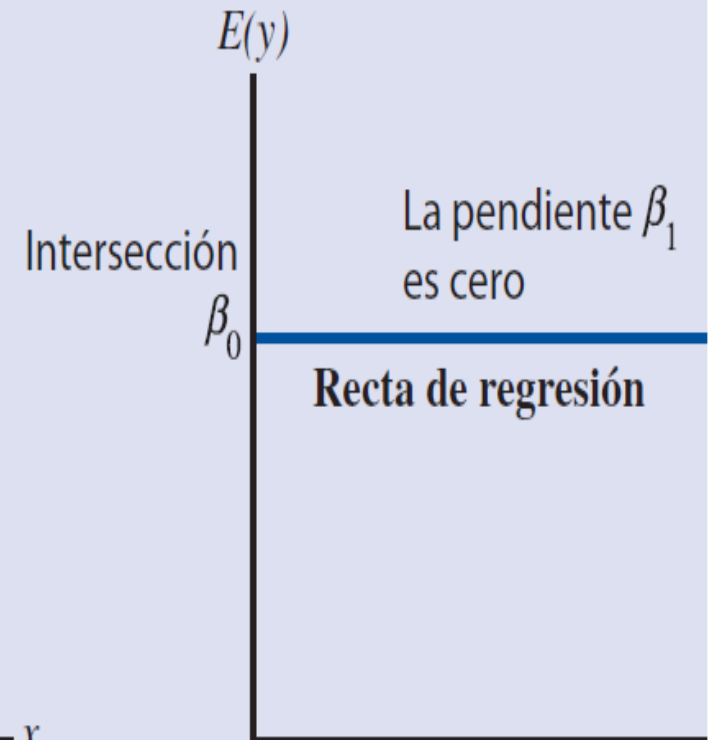 E(y)
La pendiente β₁
es cero
Intersección
β₀
Recta de regresión
x